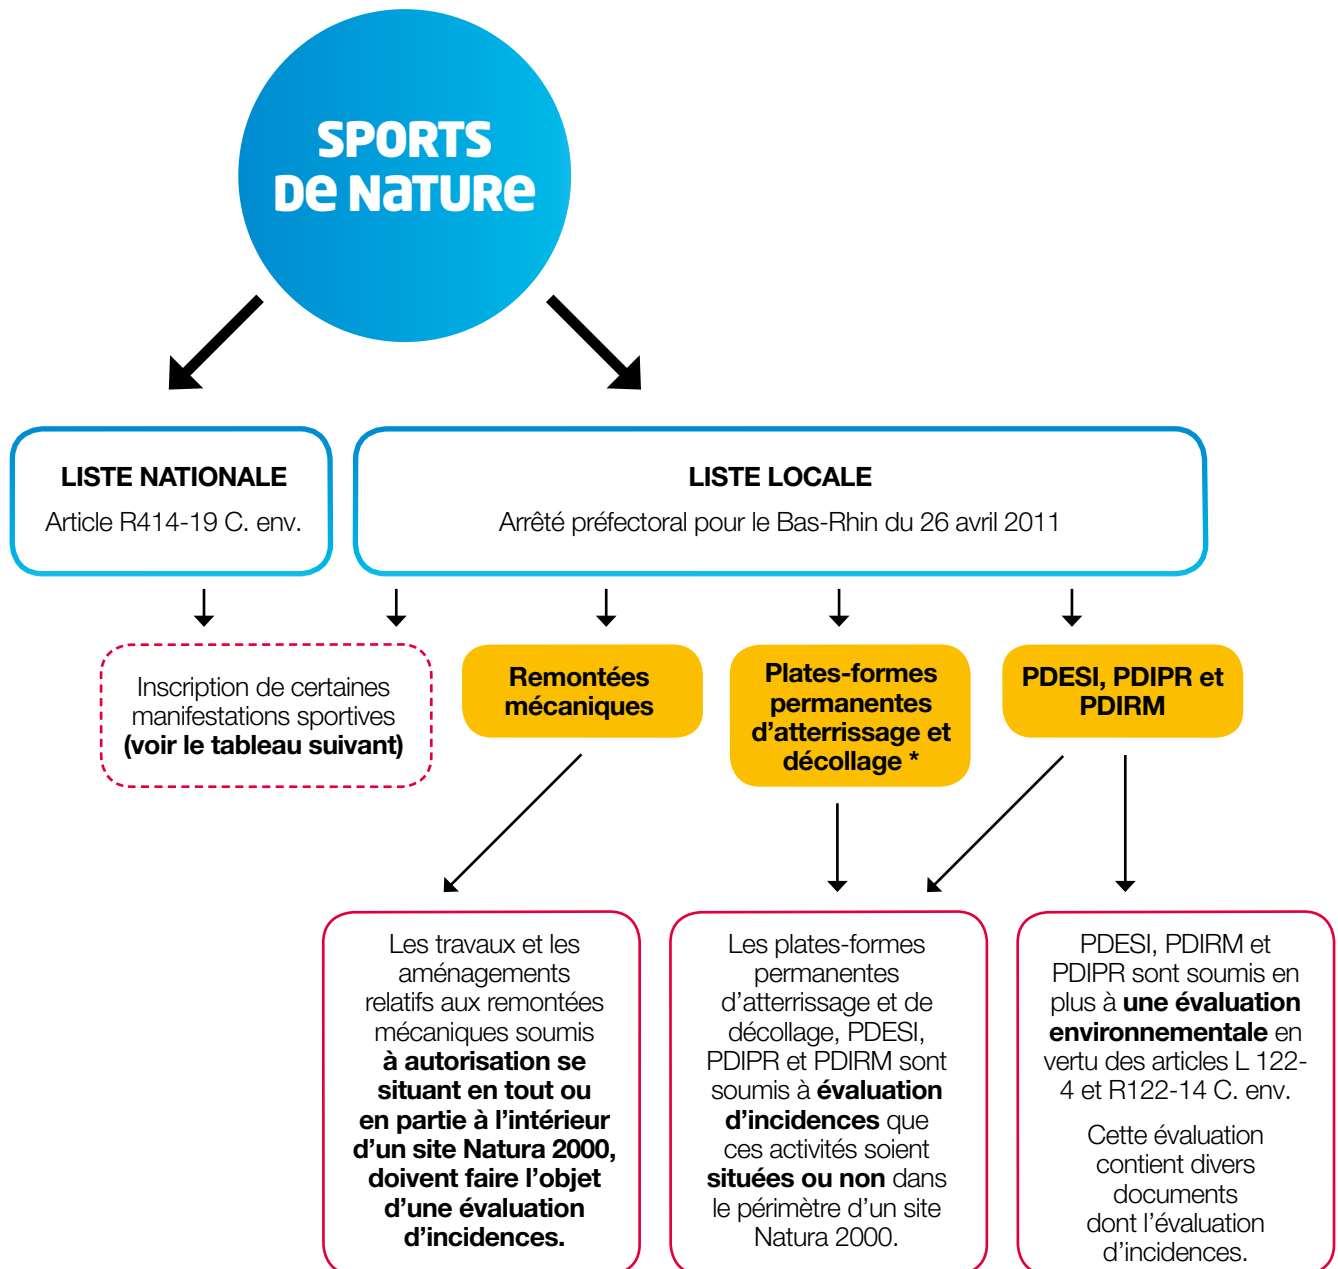 SPORTS
De NaTURe
LISTE NATIONALE
Article R414-19 C. env.
LISTE LOCALE
Arrêté préfectoral pour le Bas-Rhin du 26 avril 2011
Inscription de certaines
manifestations sportives
(voir le tableau suivant)
Remontées
mécaniques
Plates-formes
permanentes
d’atterrissage et
décollage *
PDESI, PDIPR et
PDIRM
Les travaux et les
aménagements
relatifs aux remontées
mécaniques soumis
à autorisation se
situant en tout ou
en partie à l’intérieur
d’un site Natura 2000,
doivent faire l’objet
d’une évaluation
d’incidences.
Les plates-formes
permanentes
d’atterrissage et de
décollage, PDESI,
PDIPR et PDIRM sont
soumis à évaluation
d’incidences que
ces activités soient
situées ou non dans
le périmètre d’un site
Natura 2000.
PDESI, PDIRM et
PDIPR sont soumis en
plus à une évaluation
environnementale en
vertu des articles L 122-
4 et R122-14 C. env.
Cette évaluation
contient divers
documents
dont l’évaluation
d’incidences.